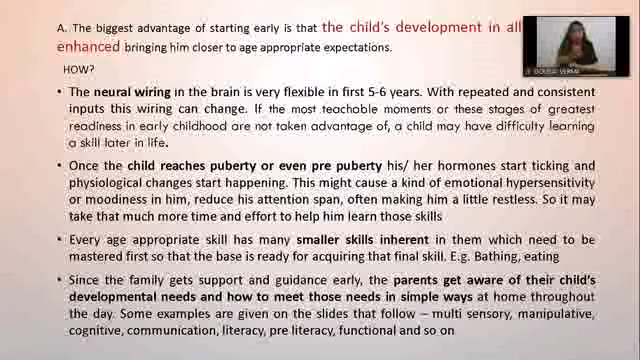 A. The biggest advantage of starting early is that the child's development in all
enhanced bringing him closer to age appropriate expectations.
HOW?
• The neural wiring in the brain is very flexible in first 5-6 years. With repeated and consistent
inputs this wiring can change. If the most teachable moments or these stages of greatest
readiness in early childhood are not taken advantage of, a child may have difficulty learning
a skill later in life.
• Once the child reaches puberty or even pre puberty his/ her hormones start ticking and
physiological changes start happening. This might cause a kind of emotional hypersensitivity
or moodiness in him, reduce his attention span, often making him a little restless. So it may
take that much more time and effort to help him learn those skills
• Every age appropriate skill has many smaller skills inherent in them which need to be
mastered first so that the base is ready for acquiring that final skill. E.g. Bathing, eating
• Since the family gets support and guidance early, the parents get aware of their child's
developmental needs and how to meet those needs in simple ways at home throughout
the day. Some examples are given on the slides that follow – multi sensory, manipulative,
cognitive, communication, literacy, pre literacy, functional and so on